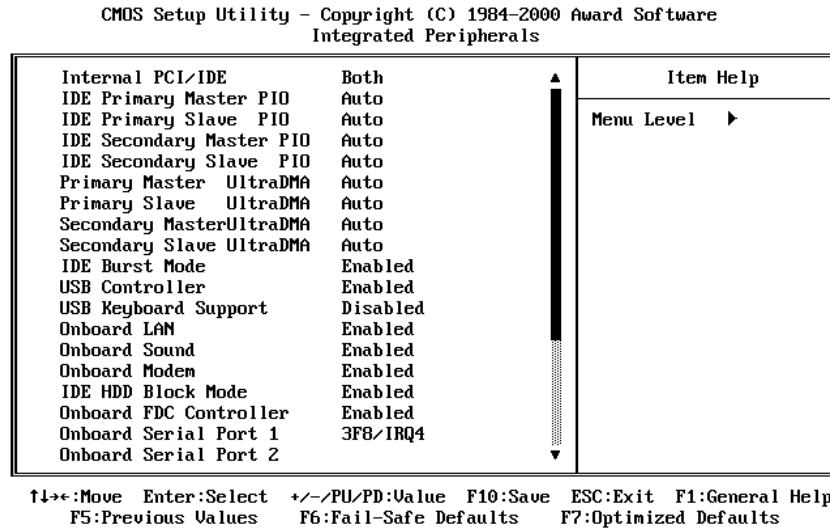 CMOS Setup Utility - Copyright (C) 1984-2000 Award Software
Integrated Peripherals
Internal PCI/IDE Both
IDE Primary Master PIO Auto
IDE Primary Slave PIO Auto
IDE Secondary Master PIO Auto
IDE Secondary Slave PIO Auto
Primary Master UltraDMA Auto
Primary Slave UltraDMA Auto
Secondary MasterUltraDMA Auto
Secondary Slave UltraDMA Auto
IDE Burst Mode Enabled
USB Controller Enabled
USB Keyboard Support Disabled
Onboard LAN Enabled
Onboard Sound Enabled
Onboard Modem Enabled
IDE HDD Block Mode Enabled
Onboard FDC Controller Enabled
Onboard Serial Port 1 3F8/IRQ4
Onboard Serial Port 2
Item Help
Menu Level ▶
↑↓→←:Move Enter:Select +/-/PU/PD:Value F10:Save ESC:Exit F1:General Help
F5:Previous Values F6:Fail-Safe Defaults F7:Optimized Defaults